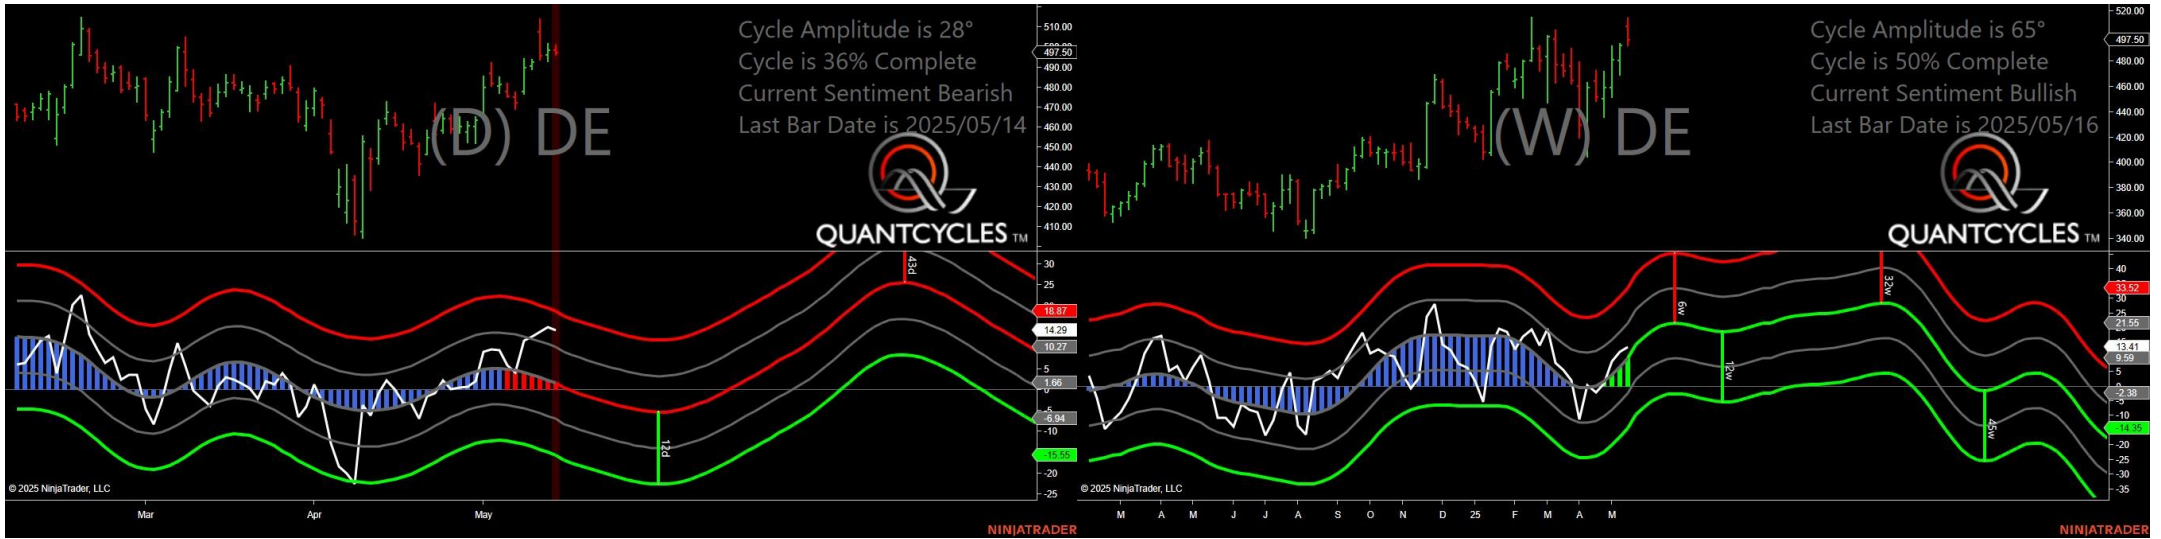 Cycle Amplitude is 28°
Cycle is 36% Complete
Current Sentiment Bearish
Last Bar Date is 2025/05/14
(D) DE
QUANTCYCLES TM
510.00
497.50
490.00
480.00
470.00
460.00
450.00
440.00
430.00
420.00
410.00
43d
12d
30
25
18.87
14.29
10.27
5
1.66
0
-6.94
-10
-15.55
-20
-25
© 2025 NinjaTrader, LLC
Mar
Apr
May
NINJATRADER
Cycle Amplitude is 65°
Cycle is 50% Complete
Current Sentiment Bullish
Last Bar Date is 2025/05/16
(W) DE
QUANTCYCLES TM
520.00
497.50
480.00
460.00
440.00
420.00
400.00
380.00
360.00
340.00
6w
12w
32w
45w
40
33.52
30
25
21.55
13.41
9.59
5
0
-2.38
-5
-10
-14.35
-20
-25
-30
-35
© 2025 NinjaTrader, LLC
M A M J J A S O N D 25 F M A M
NINJATRADER